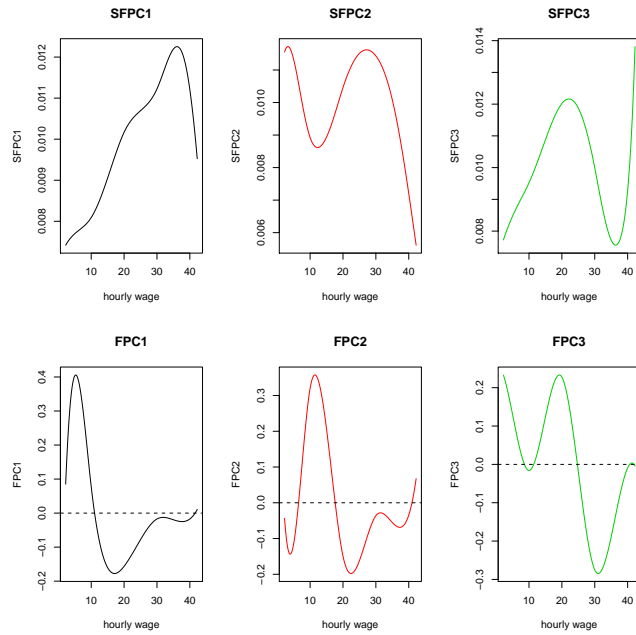 SFPC1 SFPC2 SFPC3
SFPC1
0.008 0.009 0.010 0.011 0.012
10 20 30 40
hourly wage
SFPC2
0.006 0.008 0.010
10 20 30 40
hourly wage
SFPC3
0.008 0.010 0.012 0.014
10 20 30 40
hourly wage
FPC1 FPC2 FPC3
FPC1
−0.2 −0.1 0.0 0.1 0.2 0.3 0.4
10 20 30 40
hourly wage
FPC2
−0.2 −0.1 0.0 0.1 0.2 0.3
10 20 30 40
hourly wage
FPC3
−0.3 −0.2 −0.1 0.0 0.1 0.2
10 20 30 40
hourly wage